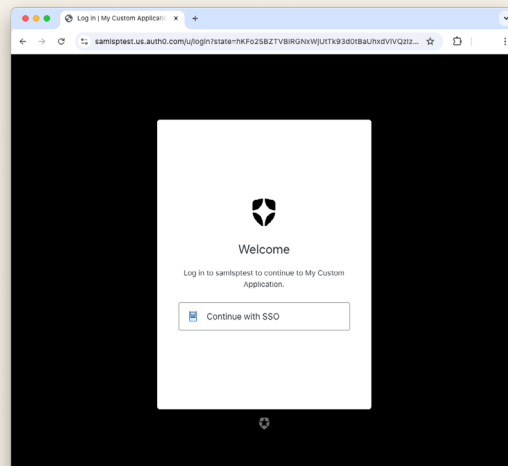 Log in | My Custom Applicatio
samlsptest.us.auth0.com/u/login?state=hKFo2SBZTVBIRGNxWjUtTk93d0tBaUhxdVlVQzIz...
Welcome
Log in to samlsptest to continue to My Custom
Application.
Continue with SSO